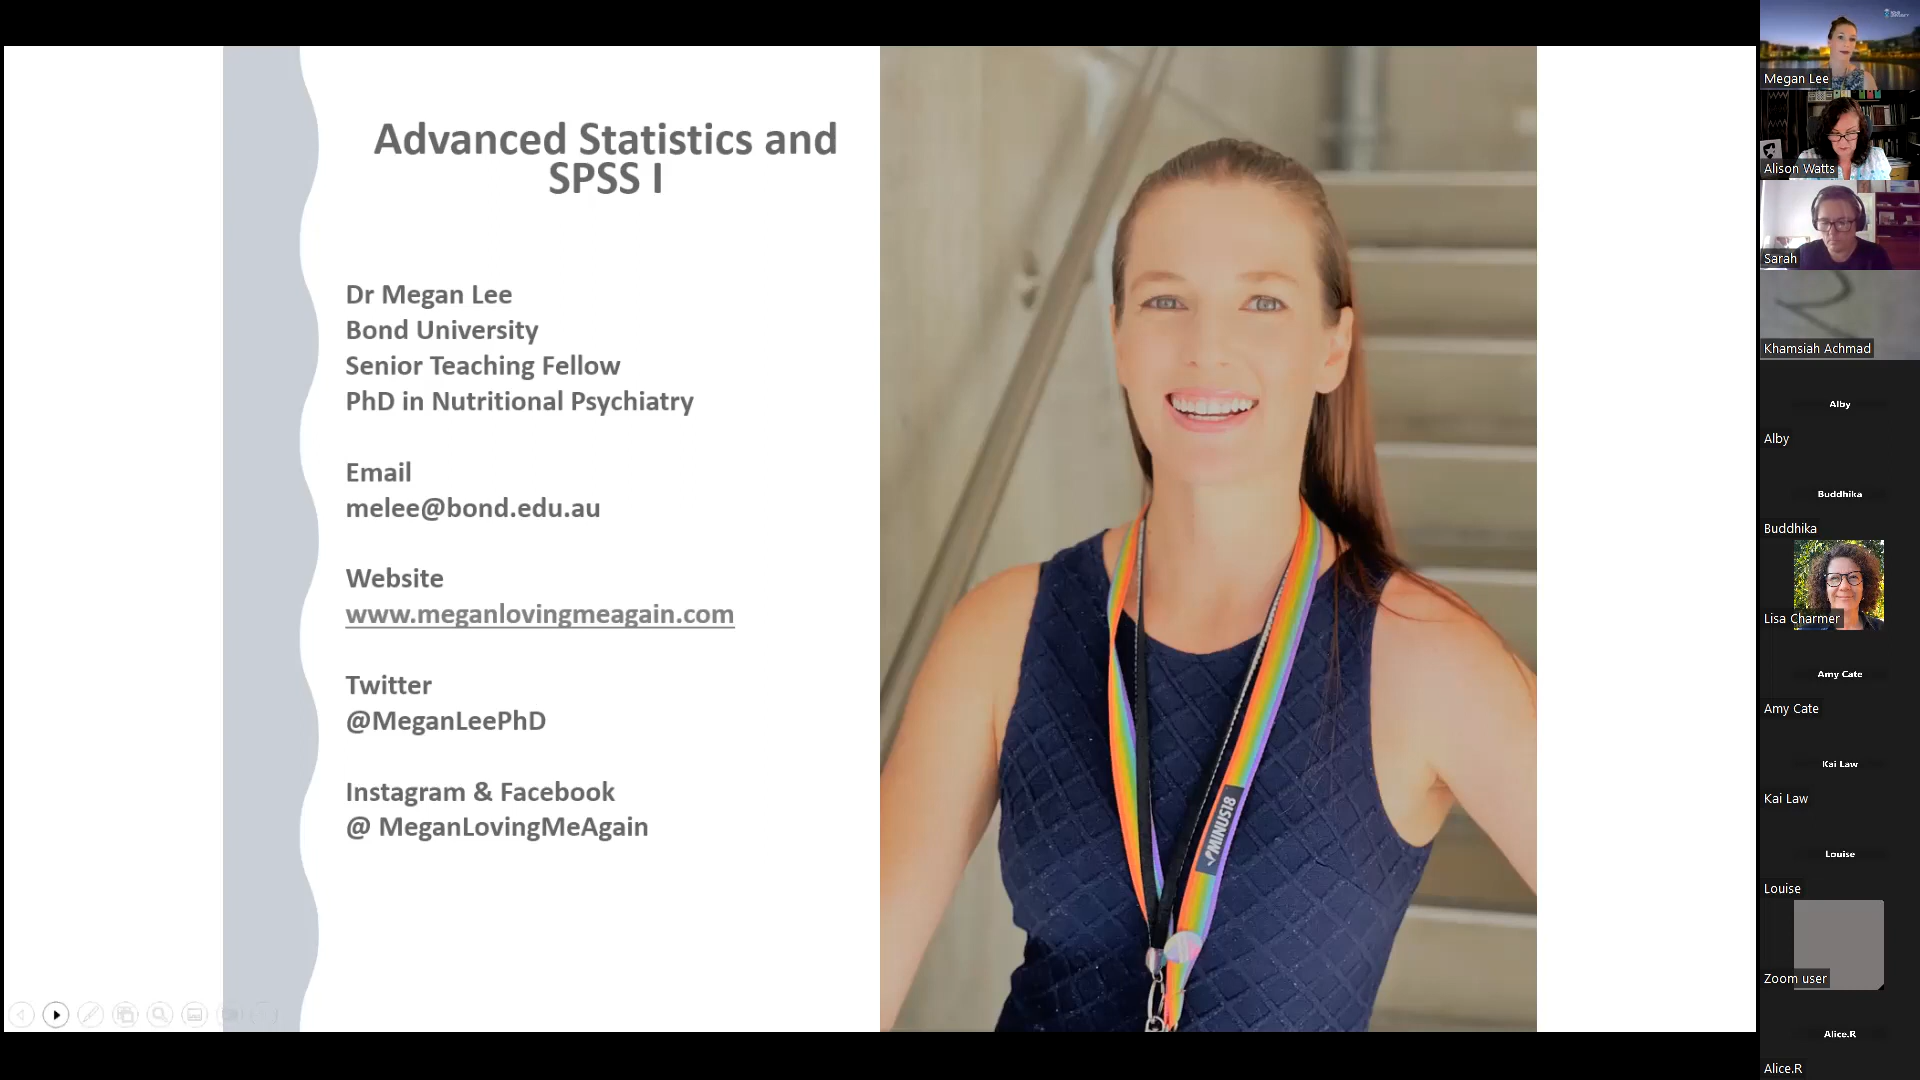 Advanced Statistics and
SPSS I
Dr Megan Lee
Bond University
Senior Teaching Fellow
PhD in Nutritional Psychiatry
Email
melee@bond.edu.au
Website
www.meganlovingmeagain.com
Twitter
@MeganLeePhD
Instagram & Facebook
@ MeganLovingMeAgain
MINUS18
Megan Lee
Alison Watts
Sarah
Khamsiah Achmad
Alby
Alby
Buddhika
Buddhika
Lisa Charmer
Amy Cate
Amy Cate
Kai Law
Kai Law
Louise
Louise
Zoom user
Alice.R
Alice.R